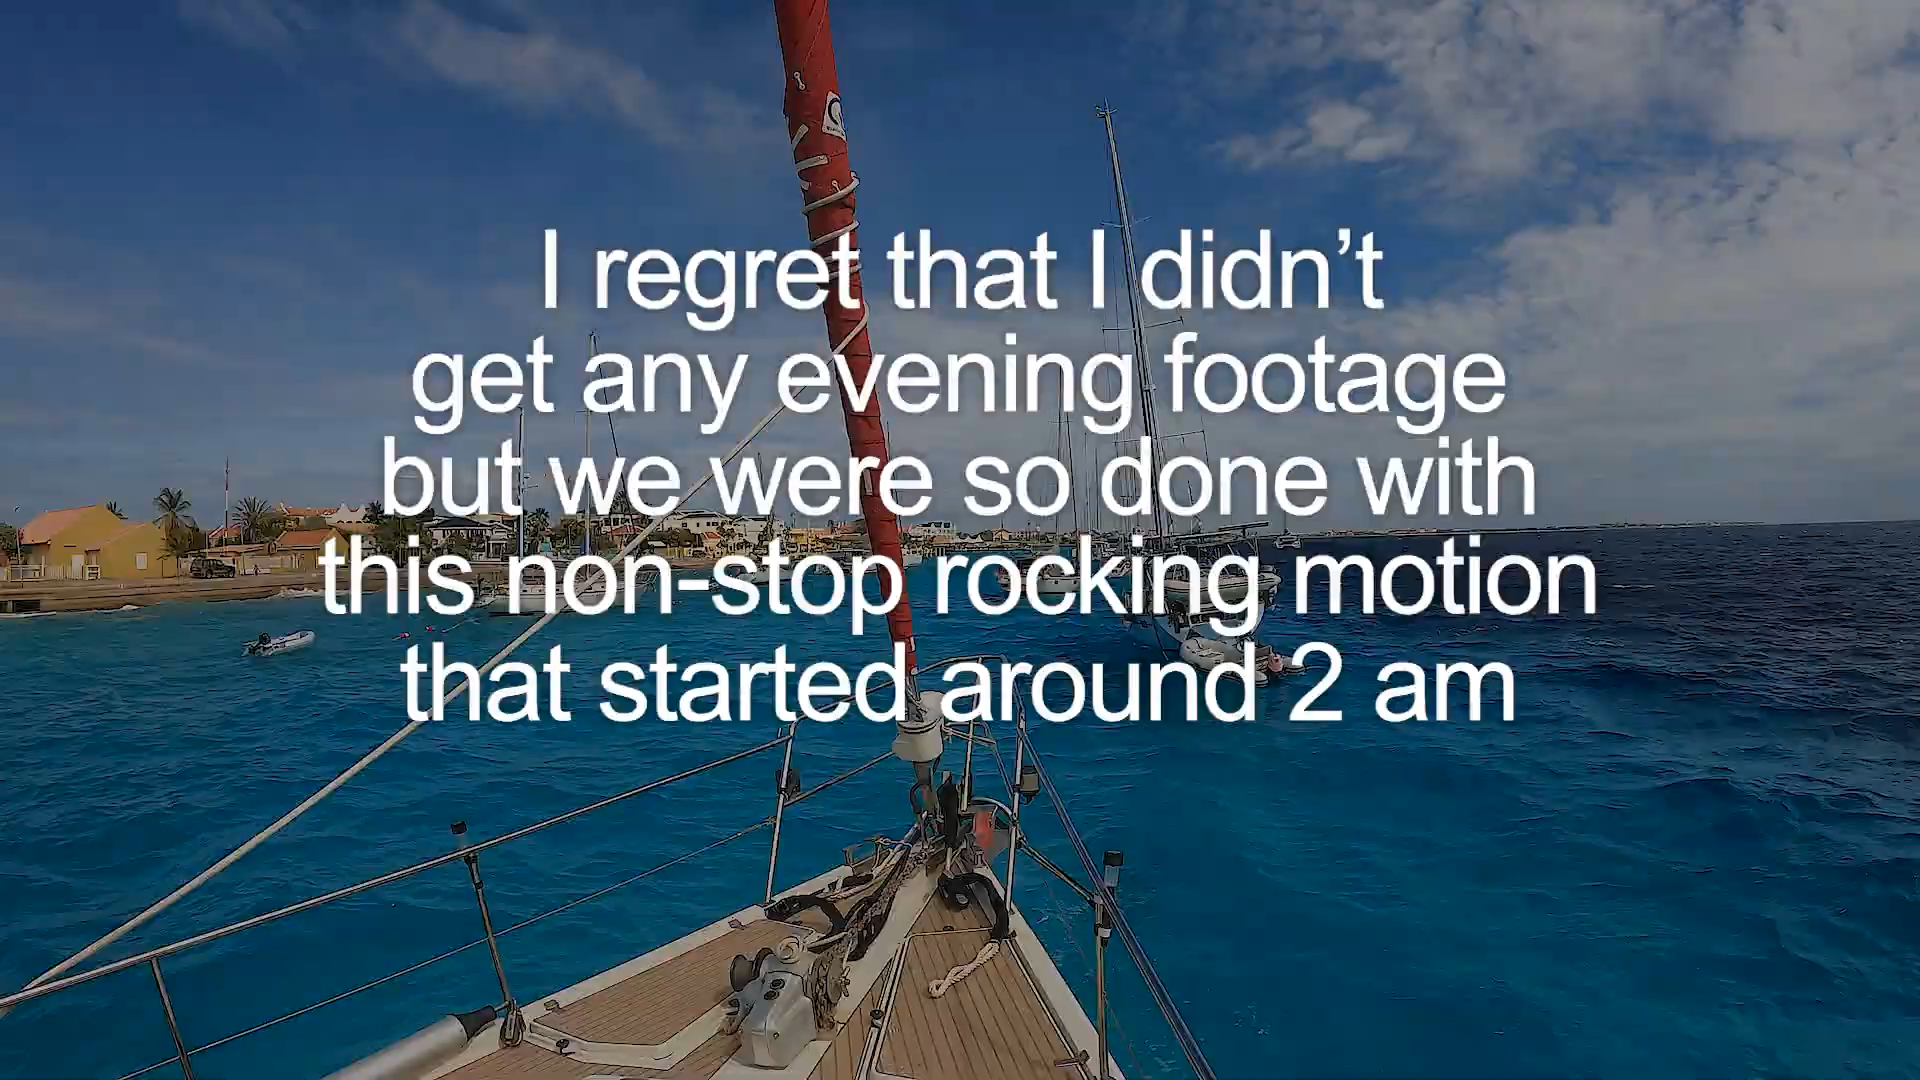 I regret that I didn’t
get any evening footage
but we were so done with
this non-stop rocking motion
that started around 2 am